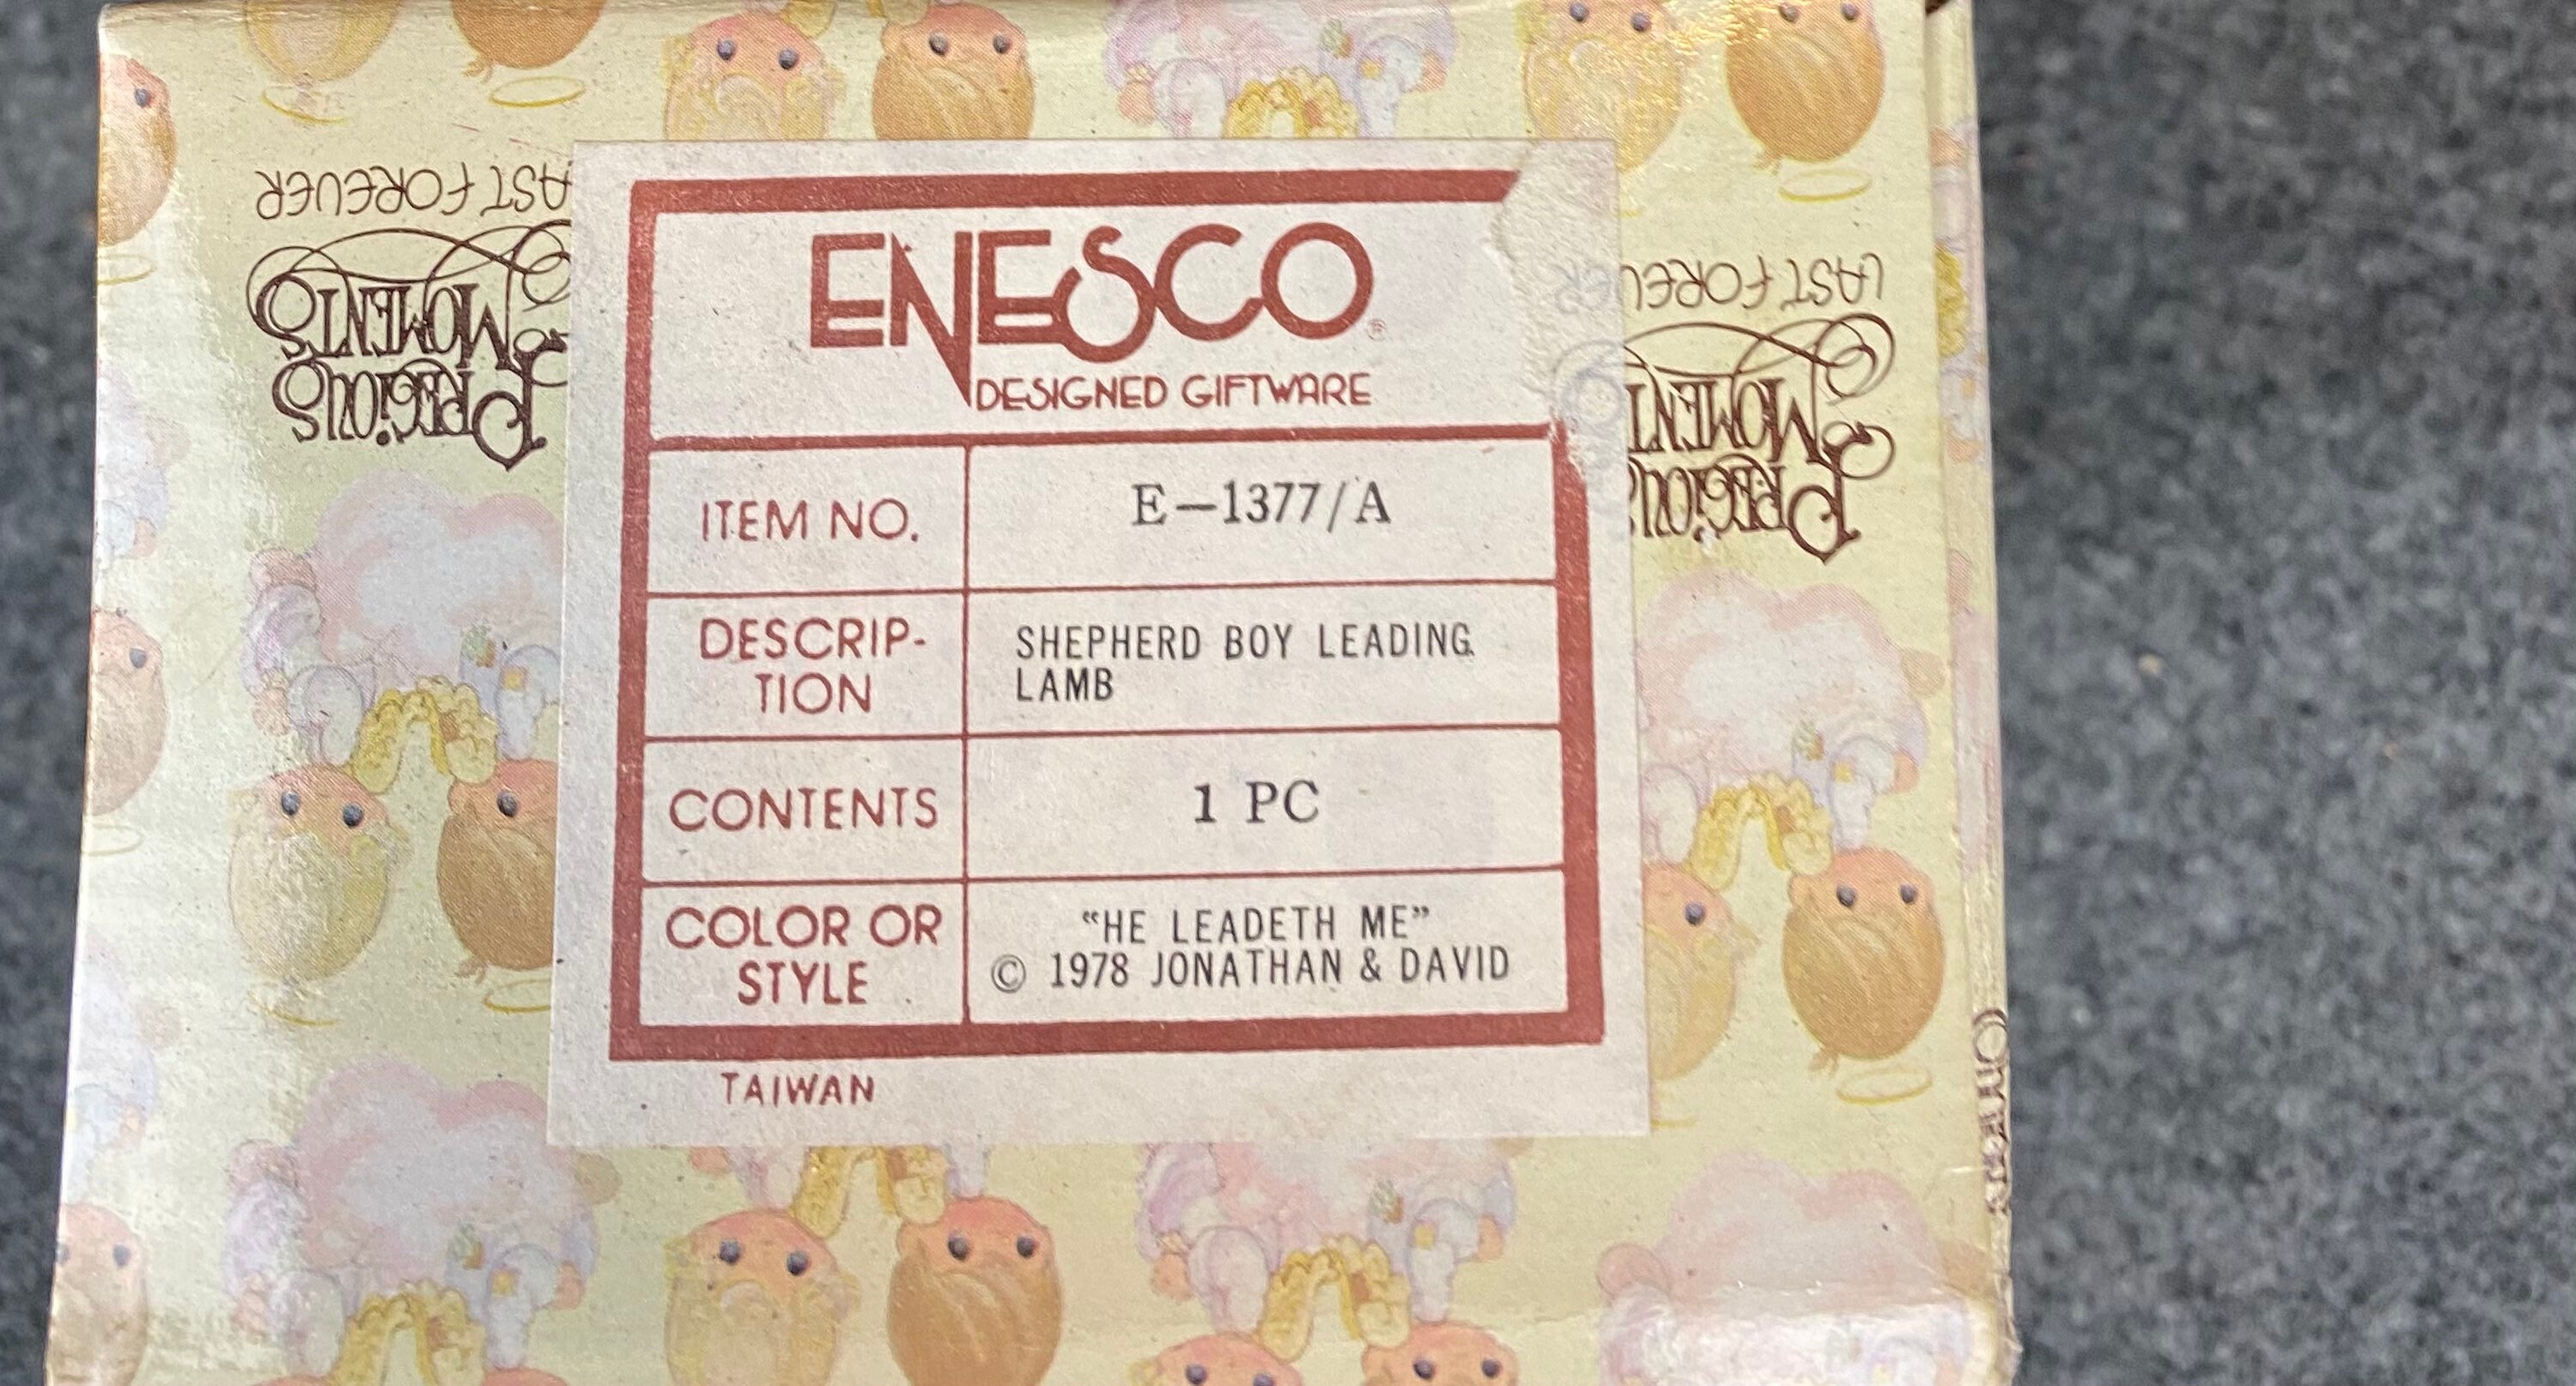 ENESCO
DESIGNED GIFTWARE
ITEM NO.
E-1377/A
DESCRIP-
TION
SHEPHERD BOY LEADING
LAMB
CONTENTS
1 PC
COLOR OR
STYLE
"HE LEADETH ME"
© 1978 JONATHAN & DAVID
TAIWAN
Precious
Moments
LAST FOREVER
Precious
Moments
LAST FOREVER